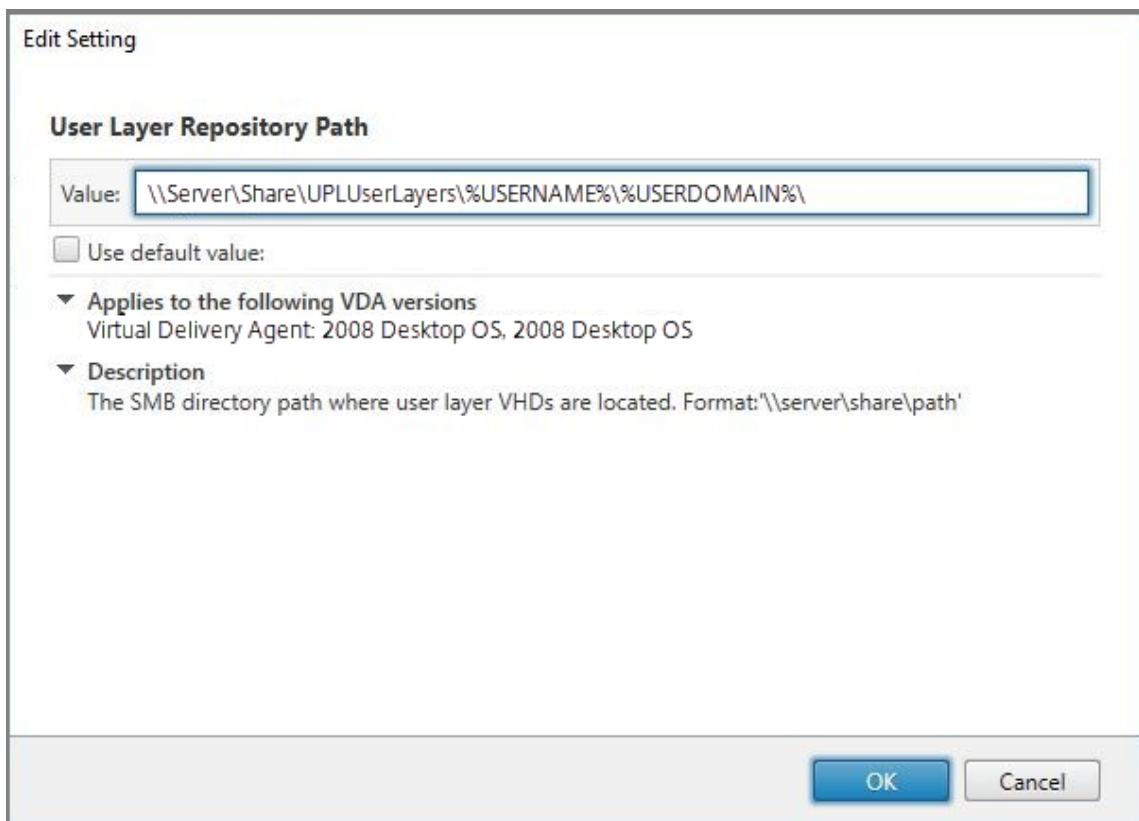 Edit Setting
User Layer Repository Path
Value: \\Server\Share\UPLUserLayers\%USERNAME%\%USERDOMAIN%\
Use default value:
Applies to the following VDA versions
Virtual Delivery Agent: 2008 Desktop OS, 2008 Desktop OS
Description
The SMB directory path where user layer VHDs are located. Format:'\\server\share\path'
OK Cancel